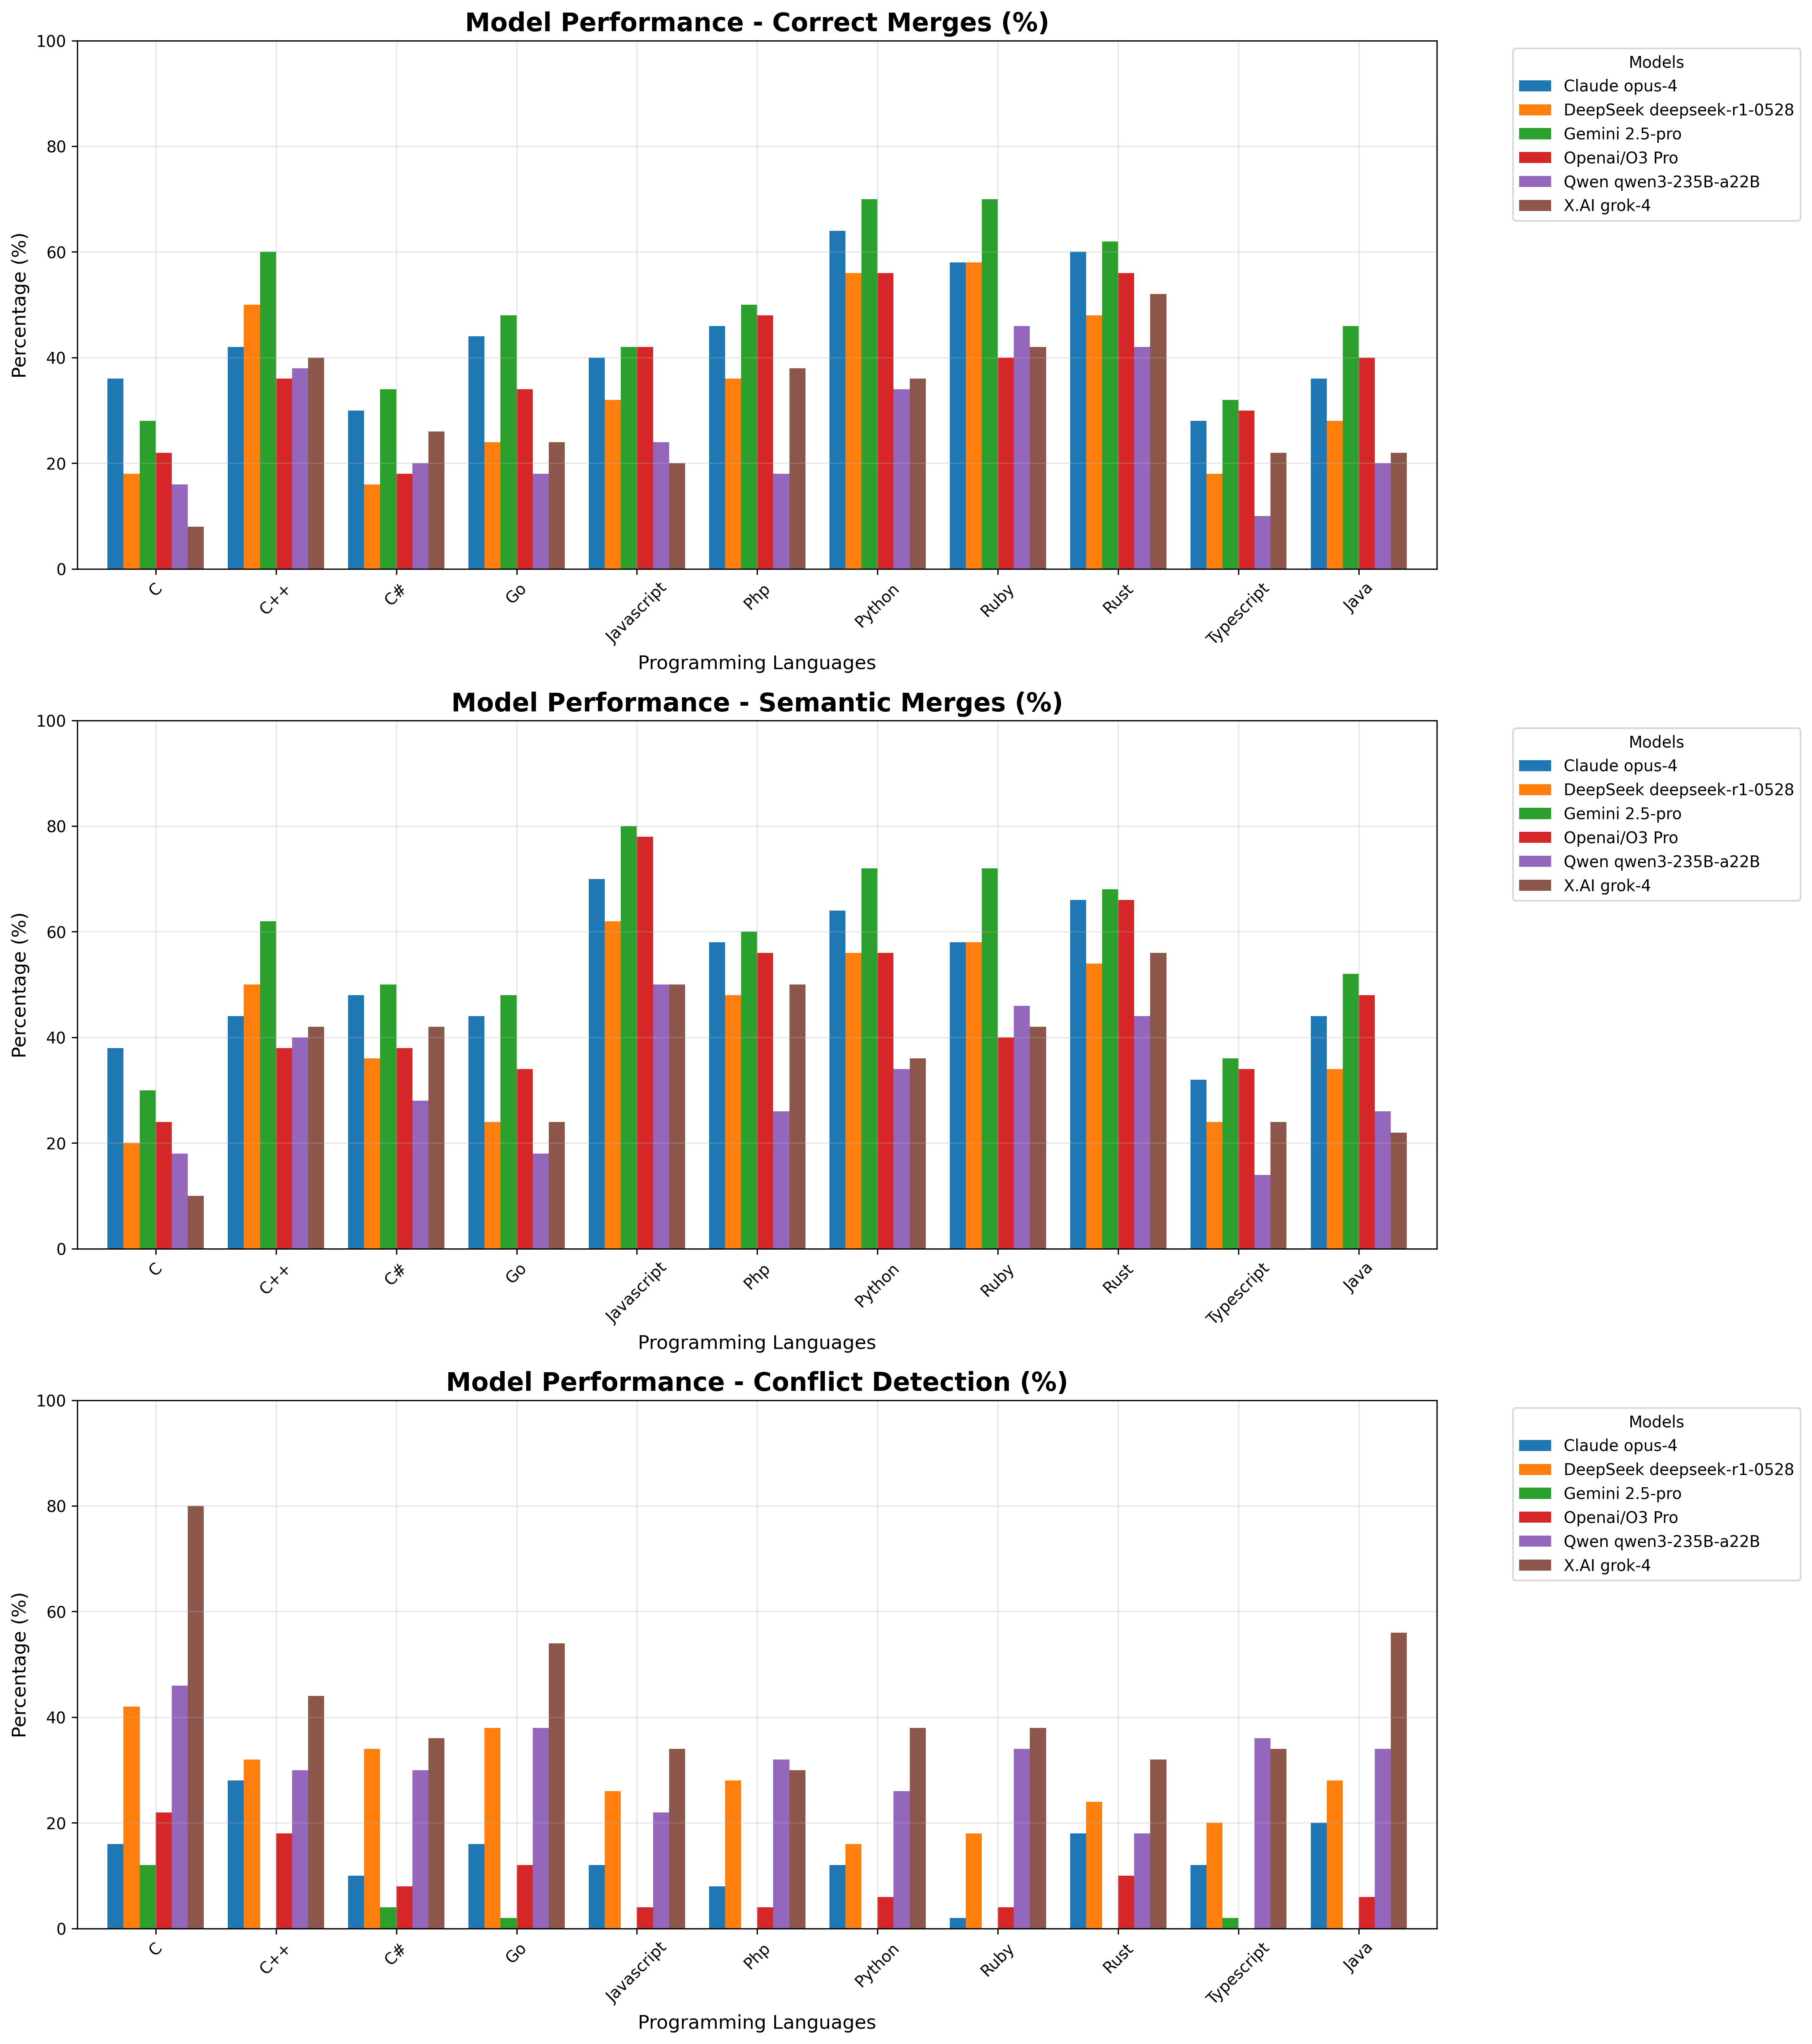 Model Performance - Correct Merges (%)
100
80
60
40
20
0
Percentage (%)
C
C++
C#
Go
Javascript
Php
Python
Ruby
Rust
Typescript
Java
Programming Languages
Models
Claude opus-4
DeepSeek deepseek-r1-0528
Gemini 2.5-pro
Openai/O3 Pro
Qwen qwen3-235B-a22B
X.AI grok-4
Model Performance - Semantic Merges (%)
100
80
60
40
20
0
Percentage (%)
C
C++
C#
Go
Javascript
Php
Python
Ruby
Rust
Typescript
Java
Programming Languages
Models
Claude opus-4
DeepSeek deepseek-r1-0528
Gemini 2.5-pro
Openai/O3 Pro
Qwen qwen3-235B-a22B
X.AI grok-4
Model Performance - Conflict Detection (%)
100
80
60
40
20
0
Percentage (%)
C
C++
C#
Go
Javascript
Php
Python
Ruby
Rust
Typescript
Java
Programming Languages
Models
Claude opus-4
DeepSeek deepseek-r1-0528
Gemini 2.5-pro
Openai/O3 Pro
Qwen qwen3-235B-a22B
X.AI grok-4